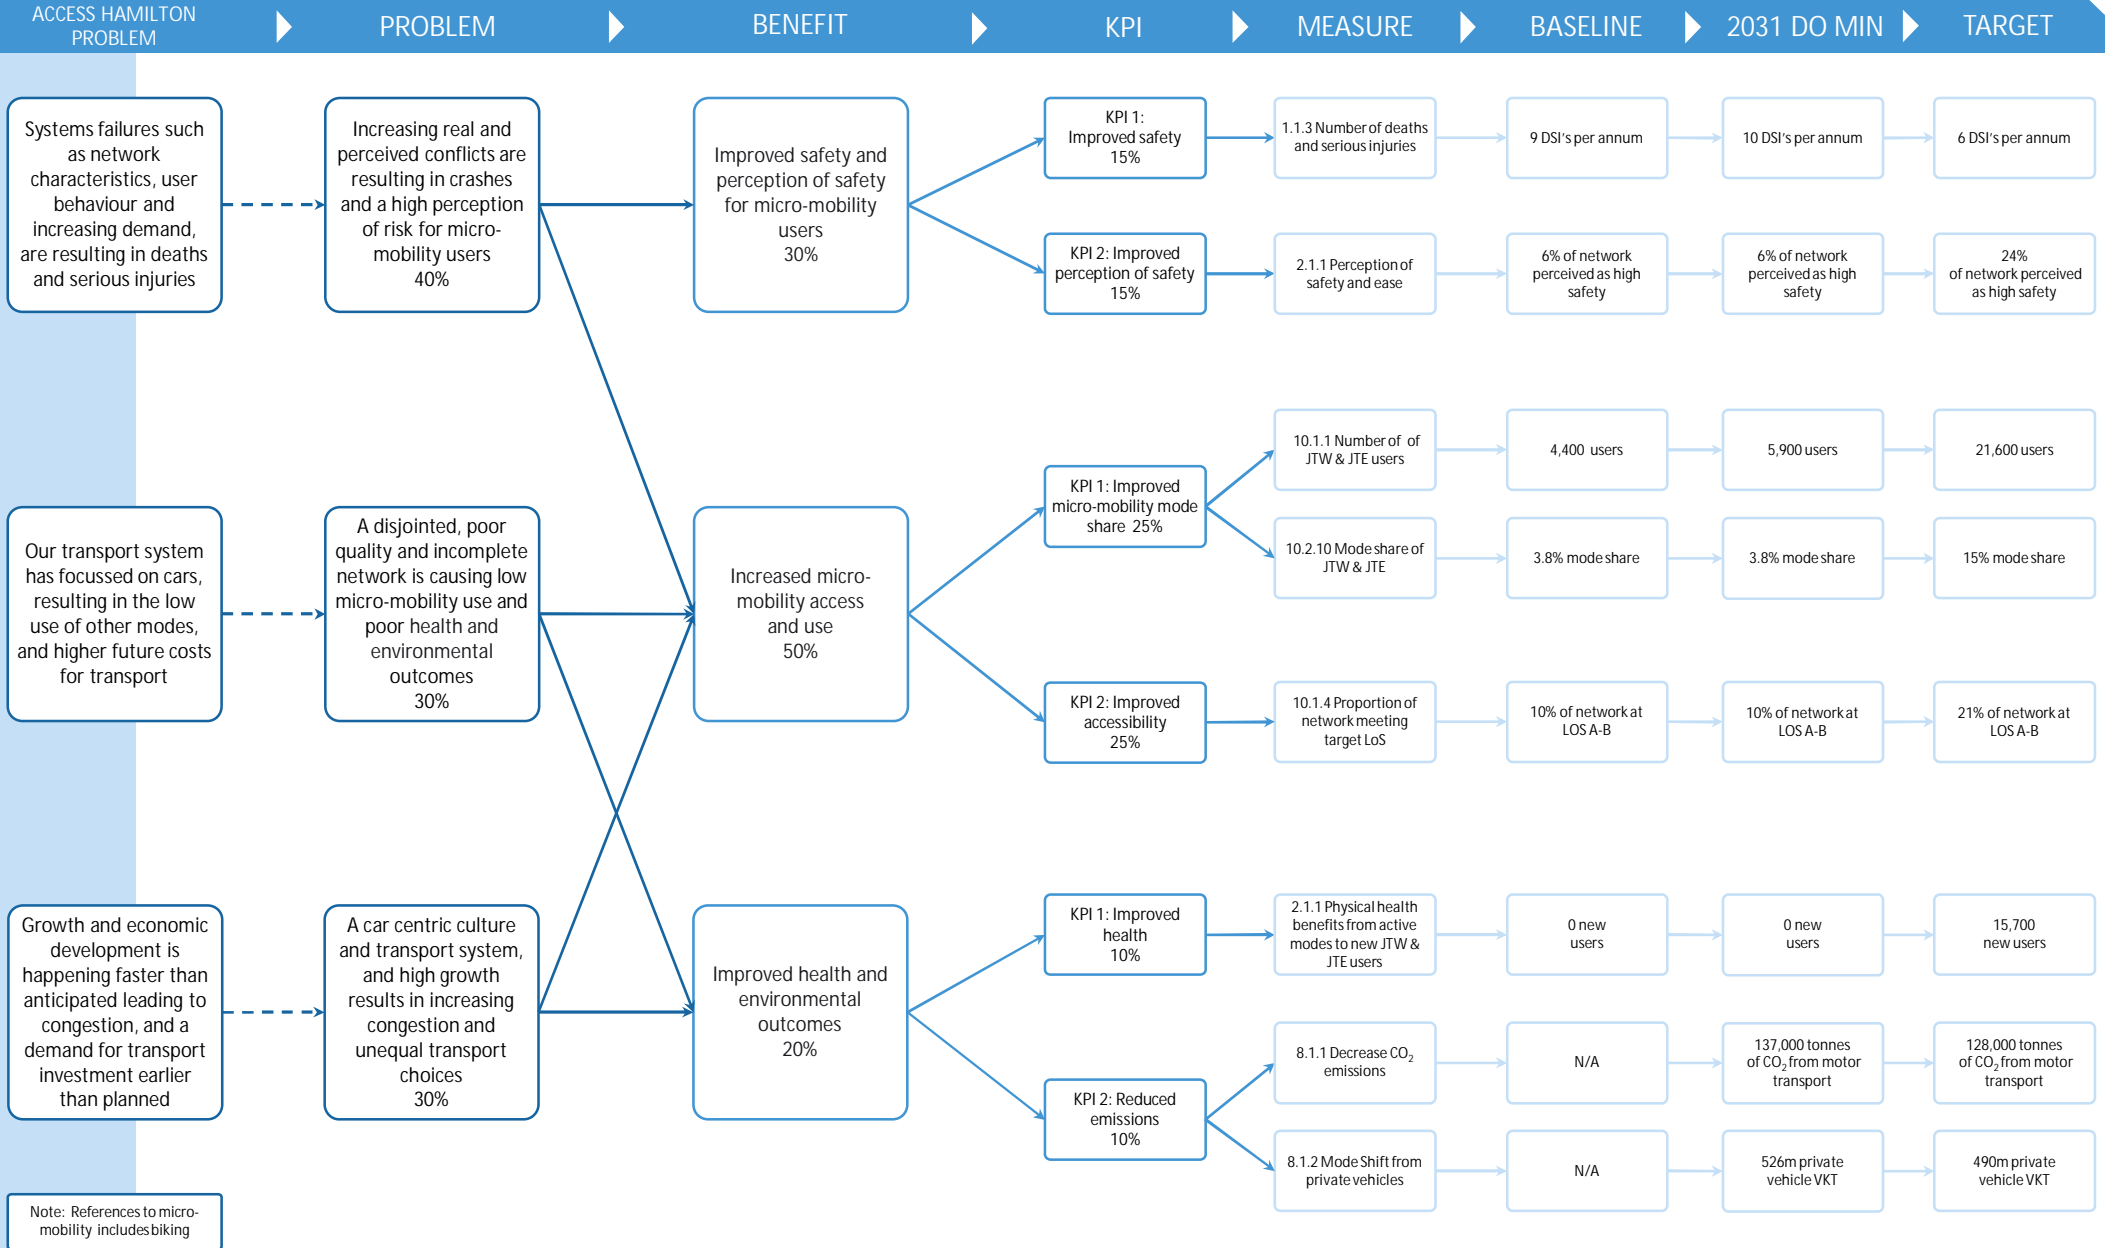 ACCESS HAMILTON
PROBLEM
PROBLEM
BENEFIT
KPI
MEASURE
BASELINE
2031 DO MIN
TARGET
Systems failures such
as network
characteristics, user
behaviour and
increasing demand,
are resulting in deaths
and serious injuries
Increasing real and
perceived conflicts are
resulting in crashes
and a high perception
of risk for micro-
mobility users
40%
Improved safety and
perception of safety
for micro-mobility
users
30%
KPI 1:
Improved safety
15%
1.1.3 Number of deaths
and serious injuries
9 DSI's per annum
10 DSI's per annum
6 DSI's per annum
KPI 2: Improved
perception of safety
15%
2.1.1 Perception of
safety and ease
6% of network
perceived as high
safety
6% of network
perceived as high
safety
24%
of network perceived
as high safety
Our transport system
has focussed on cars,
resulting in the low
use of other modes,
and higher future costs
for transport
A disjointed, poor
quality and incomplete
network is causing low
micro-mobility use and
poor health and
environmental
outcomes
30%
Increased micro-
mobility access
and use
50%
KPI 1: Improved
micro-mobility mode
share 25%
10.1.1 Number of of
JTW & JTE users
4,400 users
5,900 users
21,600 users
10.2.10 Mode share of
JTW & JTE
3.8% mode share
3.8% mode share
15% mode share
KPI 2: Improved
accessibility
25%
10.1.4 Proportion of
network meeting
target LoS
10% of network at
LOS A-B
10% of network at
LOS A-B
21% of network at
LOS A-B
Growth and economic
development is
happening faster than
anticipated leading to
congestion, and a
demand for transport
investment earlier
than planned
A car centric culture
and transport system,
and high growth
results in increasing
congestion and
unequal transport
choices
30%
Improved health and
environmental
outcomes
20%
KPI 1: Improved
health
10%
2.1.1 Physical health
benefits from active
modes to new JTW &
JTE users
0 new
users
0 new
users
15,700
new users
KPI 2: Reduced
emissions
10%
8.1.1 Decrease CO₂
emissions
N/A
137,000 tonnes
of CO₂ from motor
transport
128,000 tonnes
of CO₂ from motor
transport
8.1.2 Mode Shift from
private vehicles
N/A
526m private
vehicle VKT
490m private
vehicle VKT
Note: References to micro-
mobility includes biking